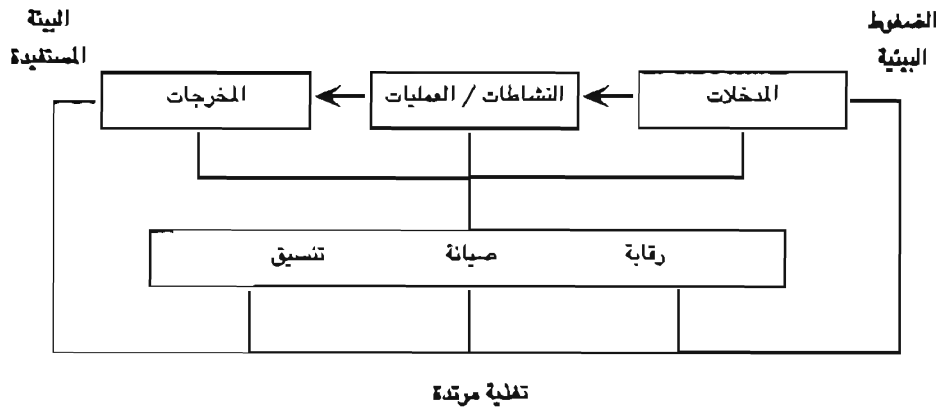 الضغوط
البيئية
البيئة
المستفيدة
المدخلات
النشاطات / العمليات
المخرجات
رقابة
صيانة
تنسيق
تغذية مرتدة